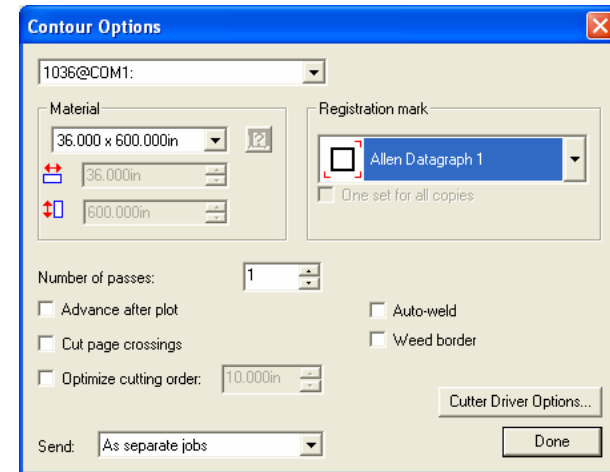 Contour Options
1036@COM1:
Material
36.000 x 600.000in
36.000in
600.000in
Registration mark
Allen Datagraph 1
One set for all copies
Number of passes: 1
Advance after plot
Cut page crossings
Optimize cutting order: 10.000in
Auto-weld
Weed border
Cutter Driver Options...
Send: As separate jobs
Done